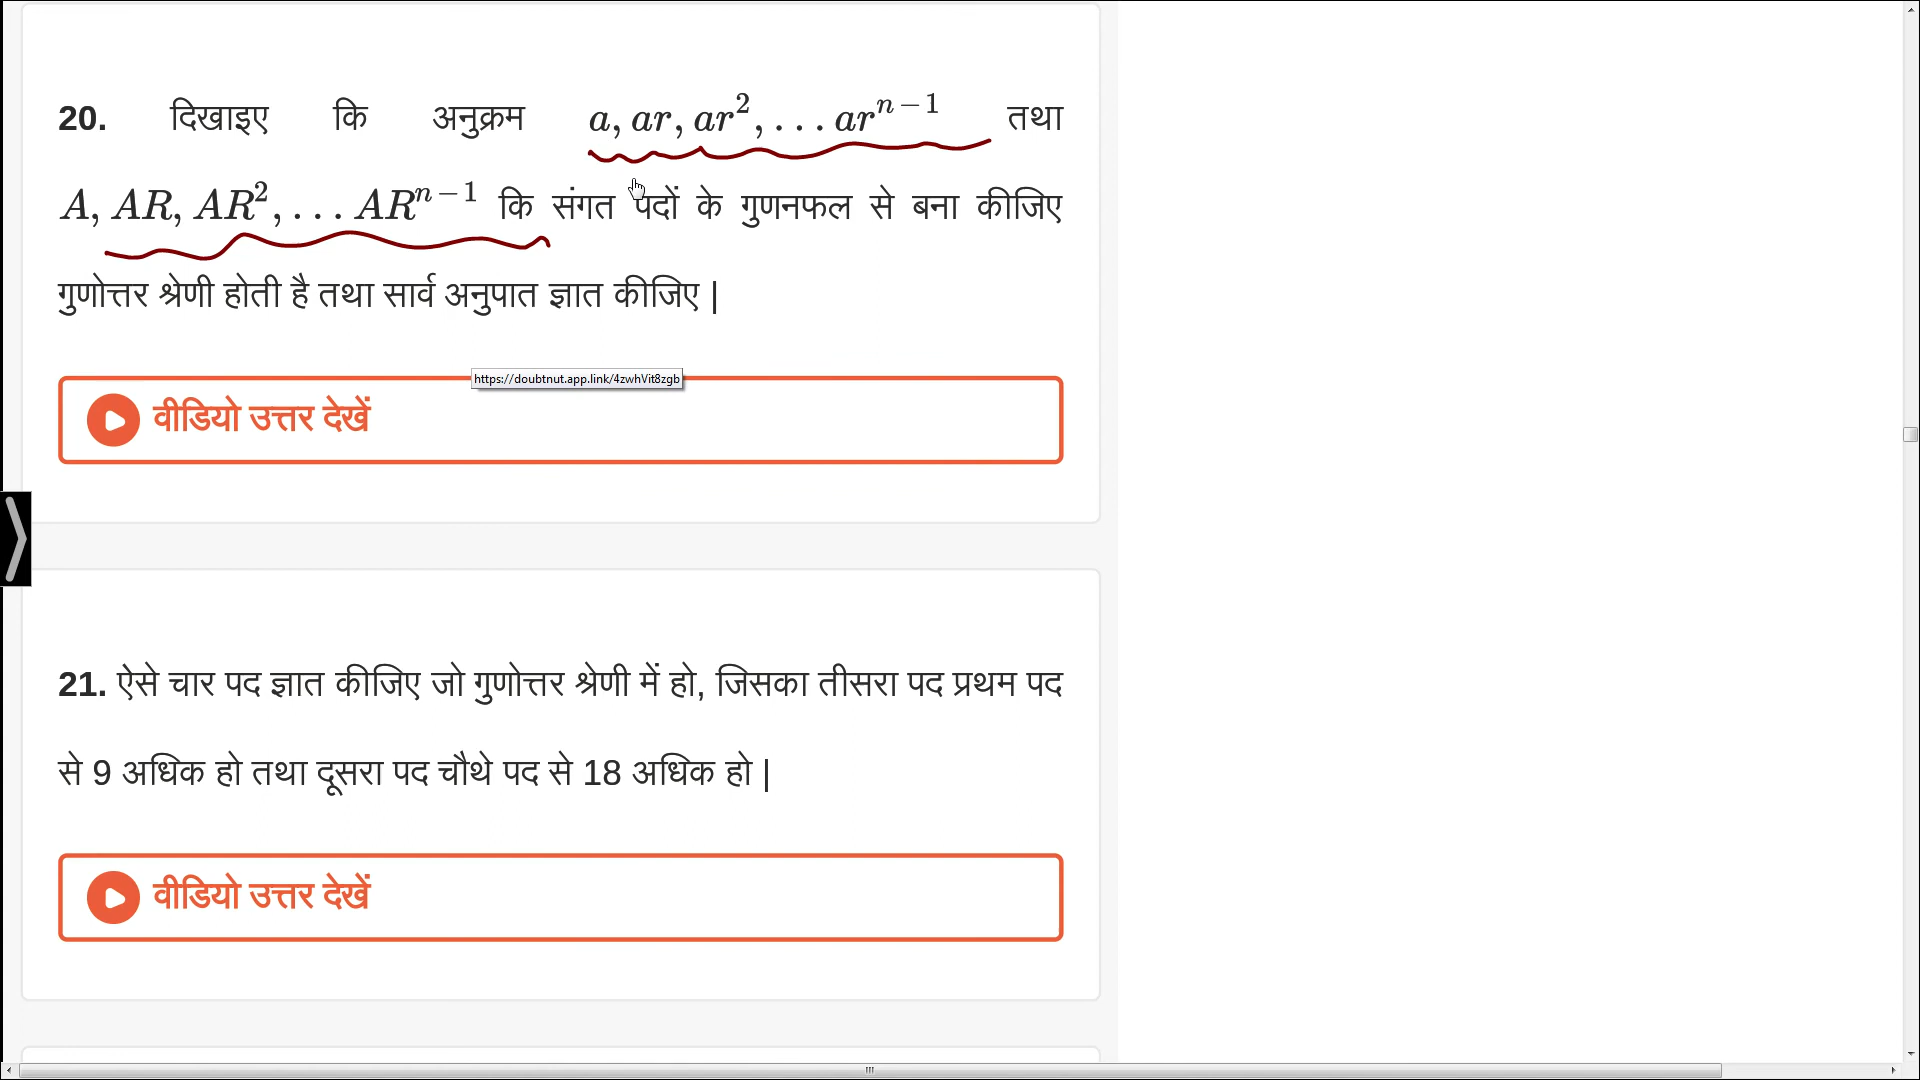 20. दिखाइए कि अनुक्रम a, ar, ar², . . . arⁿ⁻¹ तथा
A, AR, AR², . . . ARⁿ⁻¹ कि संगत पदों के गुणनफल से बना कीजिए
गुणोत्तर श्रेणी होती है तथा सार्व अनुपात ज्ञात कीजिए |
https://doubtnut.app.link/4zwhVit8zgb
वीडियो उत्तर देखें
21. ऐसे चार पद ज्ञात कीजिए जो गुणोत्तर श्रेणी में हो, जिसका तीसरा पद प्रथम पद
से 9 अधिक हो तथा दूसरा पद चौथे पद से 18 अधिक हो |
वीडियो उत्तर देखें